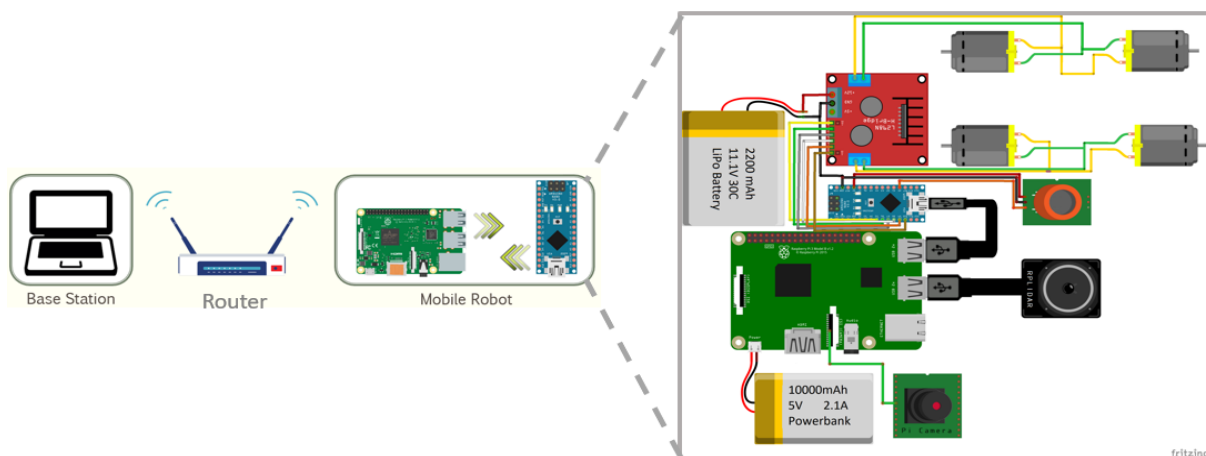 Base Station
Router
Mobile Robot
2200 mAh
11.1V 30C
LiPo Battery
L298N
RPLIDAR
10000mAh
5V 2.1A
Powerbank
Pi Camera
fritzing